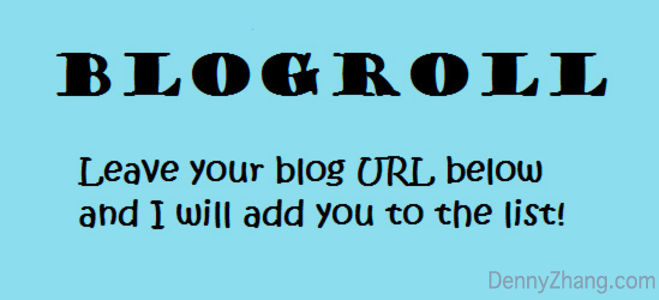 BLOGROLL
Leave your blog URL below
and I will add you to the list!
DennyZhang.com